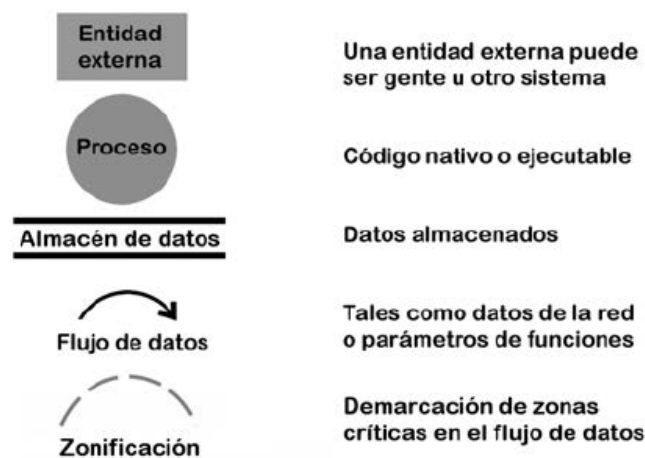 Entidad
externa
Una entidad externa puede
ser gente u otro sistema
Proceso
Código nativo o ejecutable
Almacén de datos
Datos almacenados
Flujo de datos
Tales como datos de la red
o parámetros de funciones
Zonificación
Demarcación de zonas
críticas en el flujo de datos